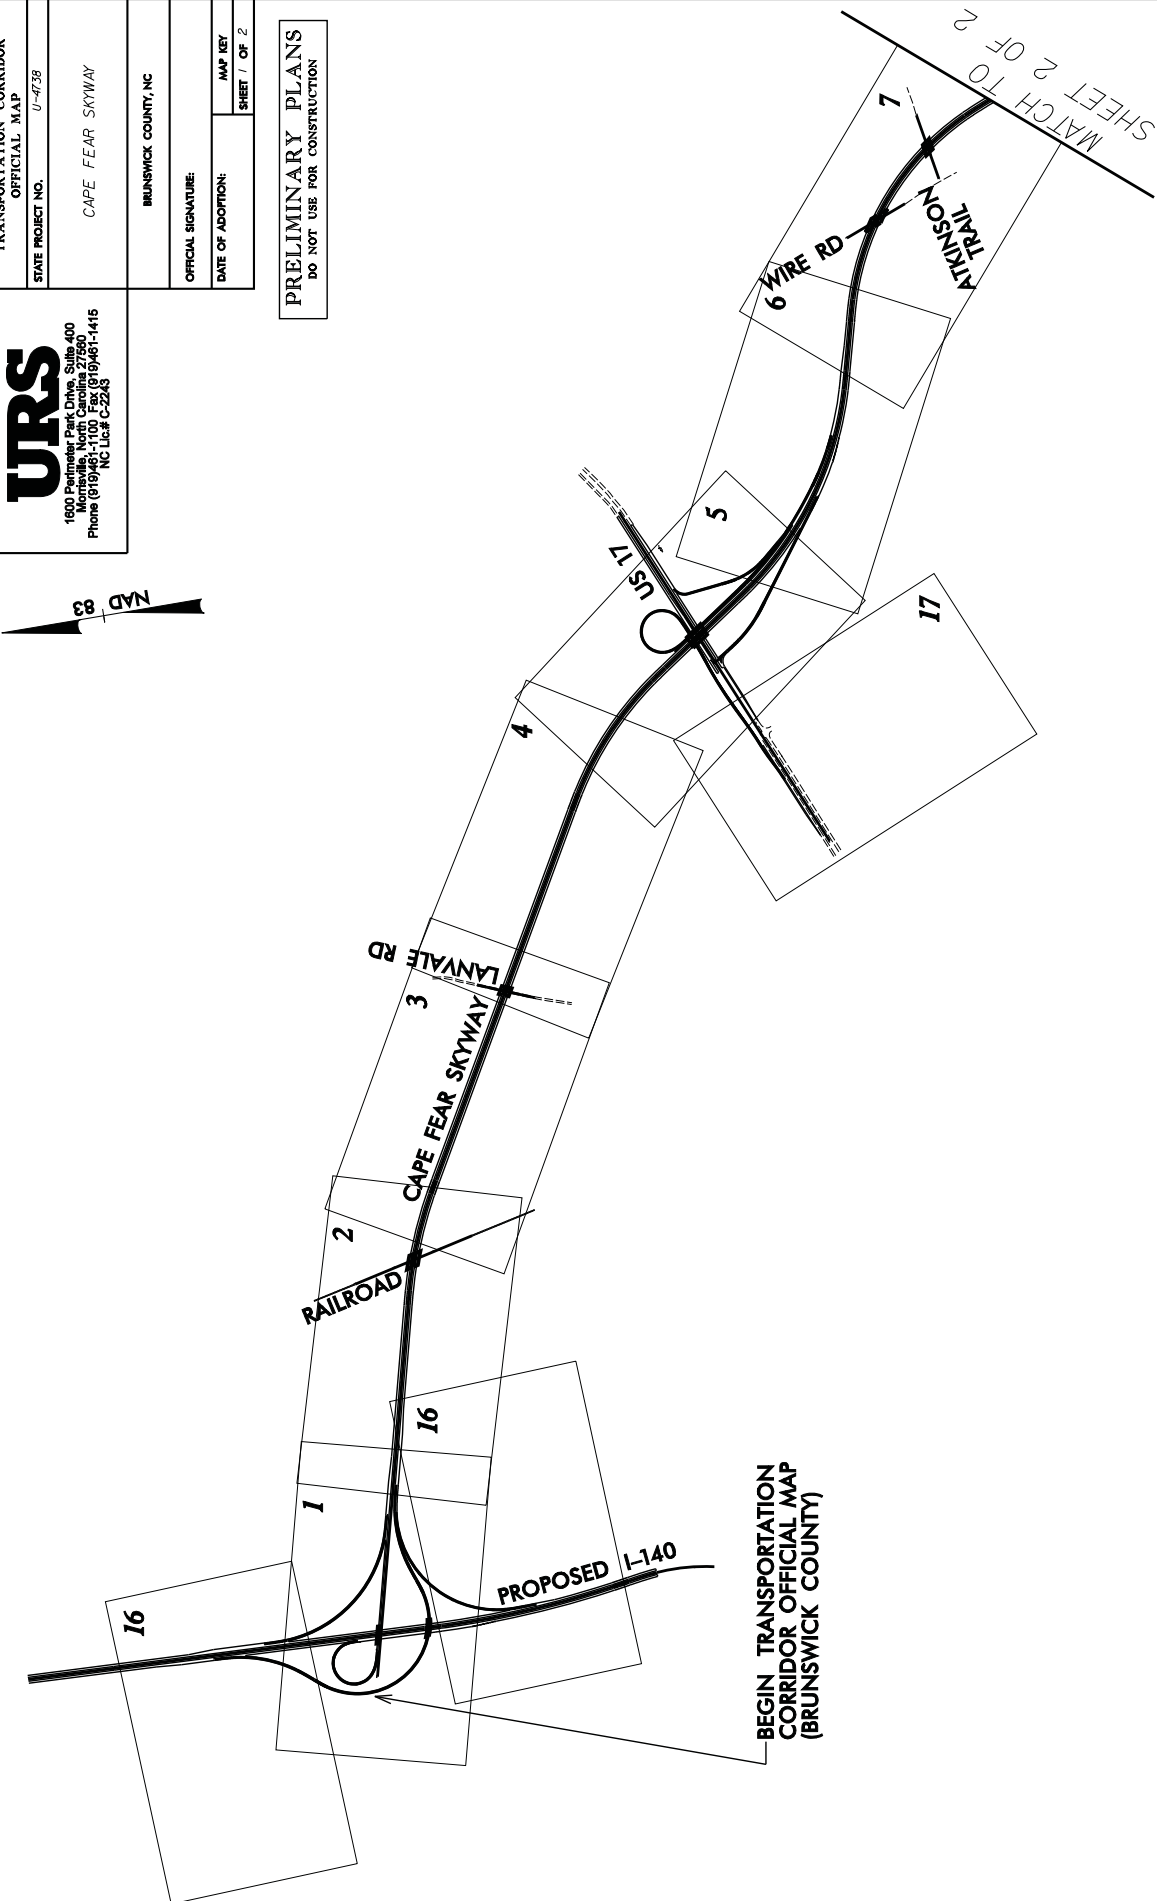 TRANSPORTATION CORRIDOR
OFFICIAL MAP
STATE PROJECT NO. U-4738
CAPE FEAR SKYWAY
BRUNSWICK COUNTY, NC
OFFICIAL SIGNATURE:
DATE OF ADOPTION:
MAP KEY
SHEET 1 OF 2
URS
1600 Perimeter Park Drive, Suite 400
Morrisville, North Carolina 27560
Phone (919)461-1100 Fax (919)461-1415
NC Lic.# C-2243
PRELIMINARY PLANS
DO NOT USE FOR CONSTRUCTION
NAD 83
MATCH TO
SHEET 2 OF 2
16
1
16
PROPOSED I-140
BEGIN TRANSPORTATION
CORRIDOR OFFICIAL MAP
(BRUNSWICK COUNTY)
RAILROAD
2
CAPE FEAR SKYWAY
3
LANVALE RD
4
US 17
5
17
6
WIRE RD
ATKINSON
TRAIL
7